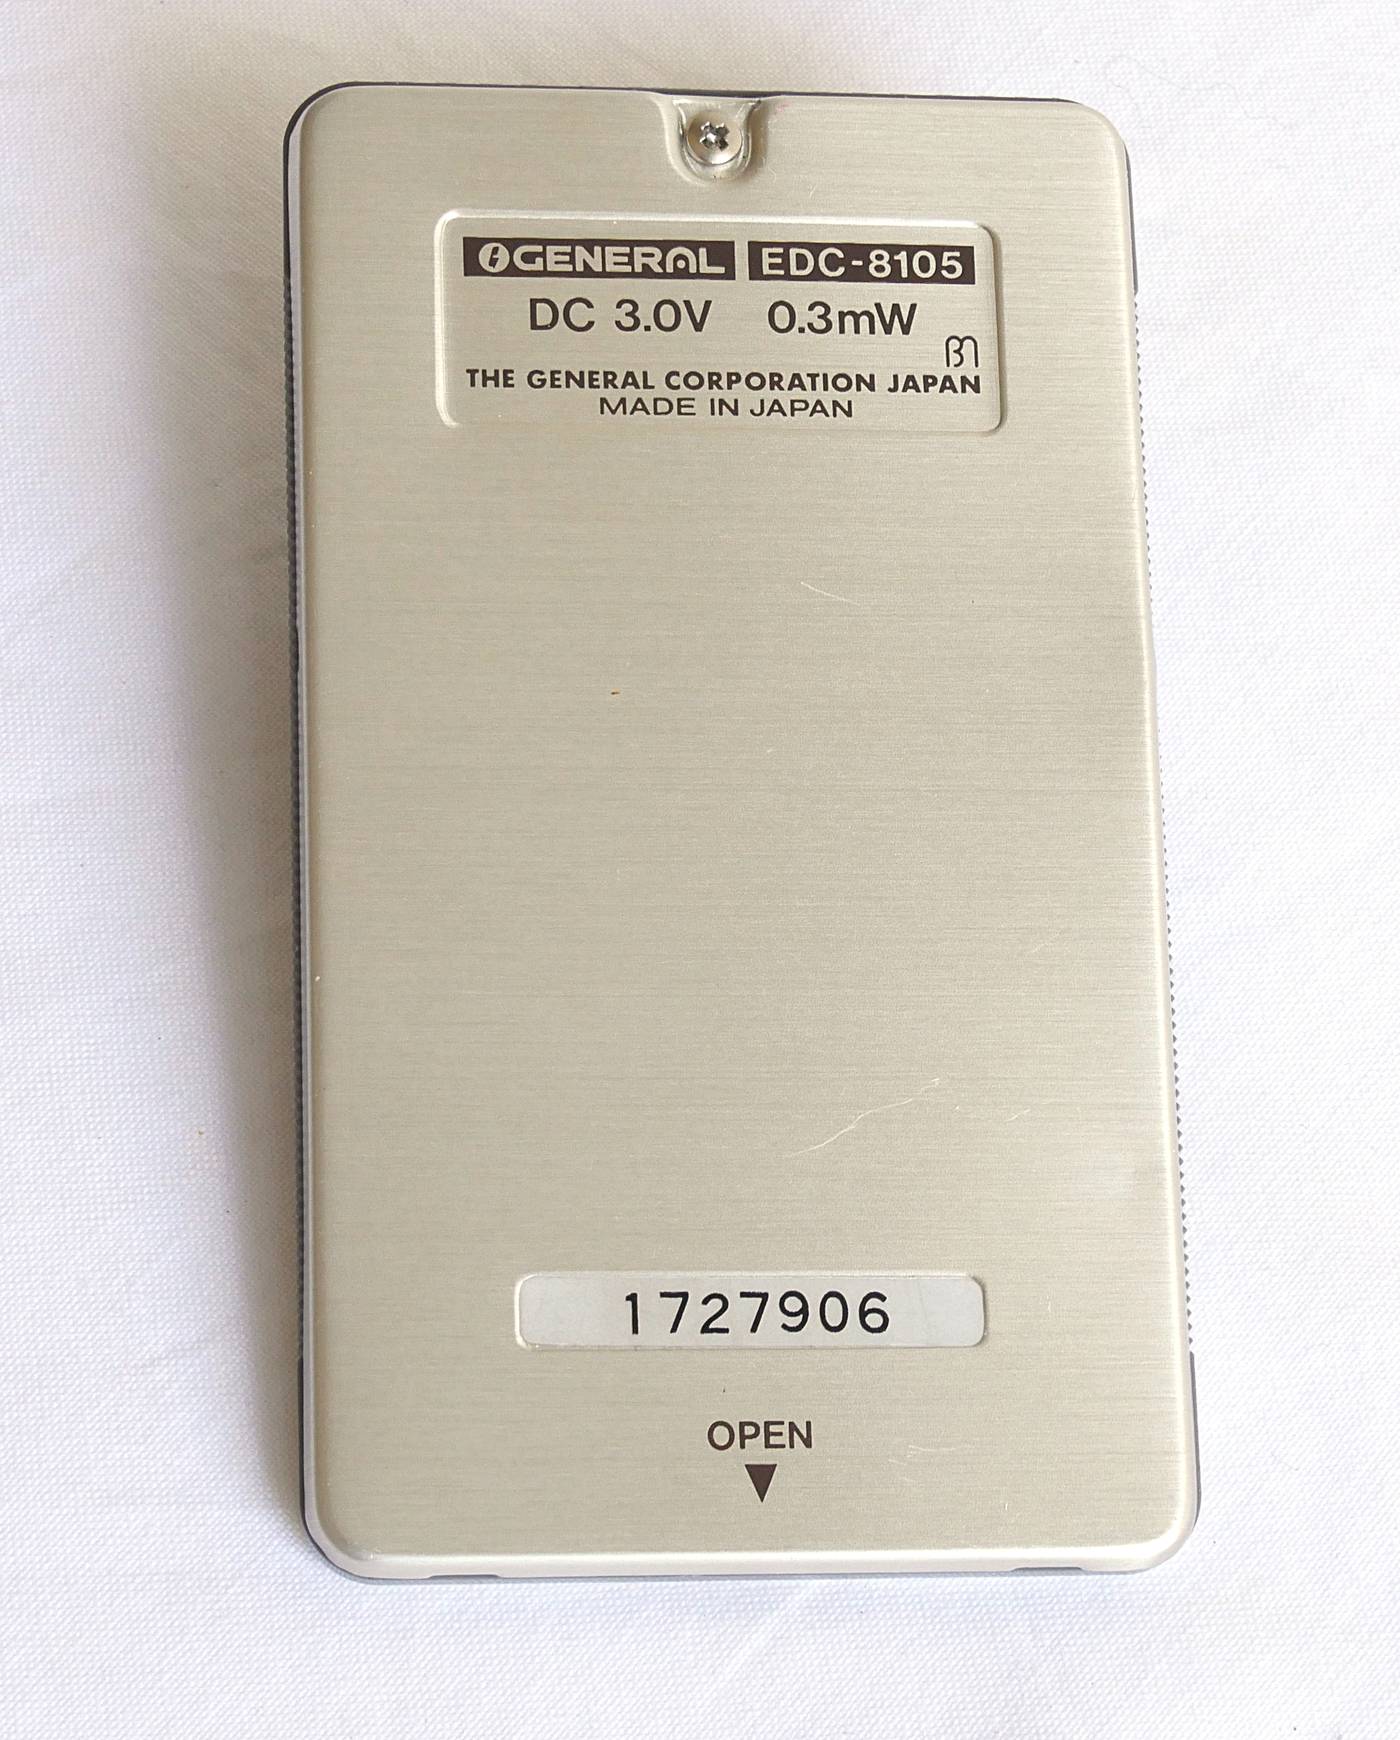 GENERAL EDC-8105
DC 3.0V 0.3mW
THE GENERAL CORPORATION JAPAN
MADE IN JAPAN
1727906
OPEN